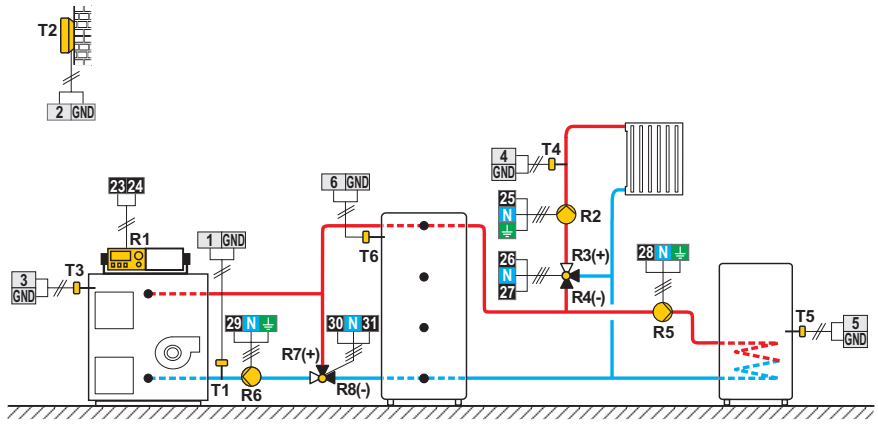 T2
2 GND
4
GND
T4
23 24
6 GND
25
N
R2
R1
1 GND
26
N
27
R3(+)
28 N
T3
T6
3
GND
R4(-)
29 N
30 N 31
R5
T5
5
GND
R7(+)
T1
R6
R8(-)